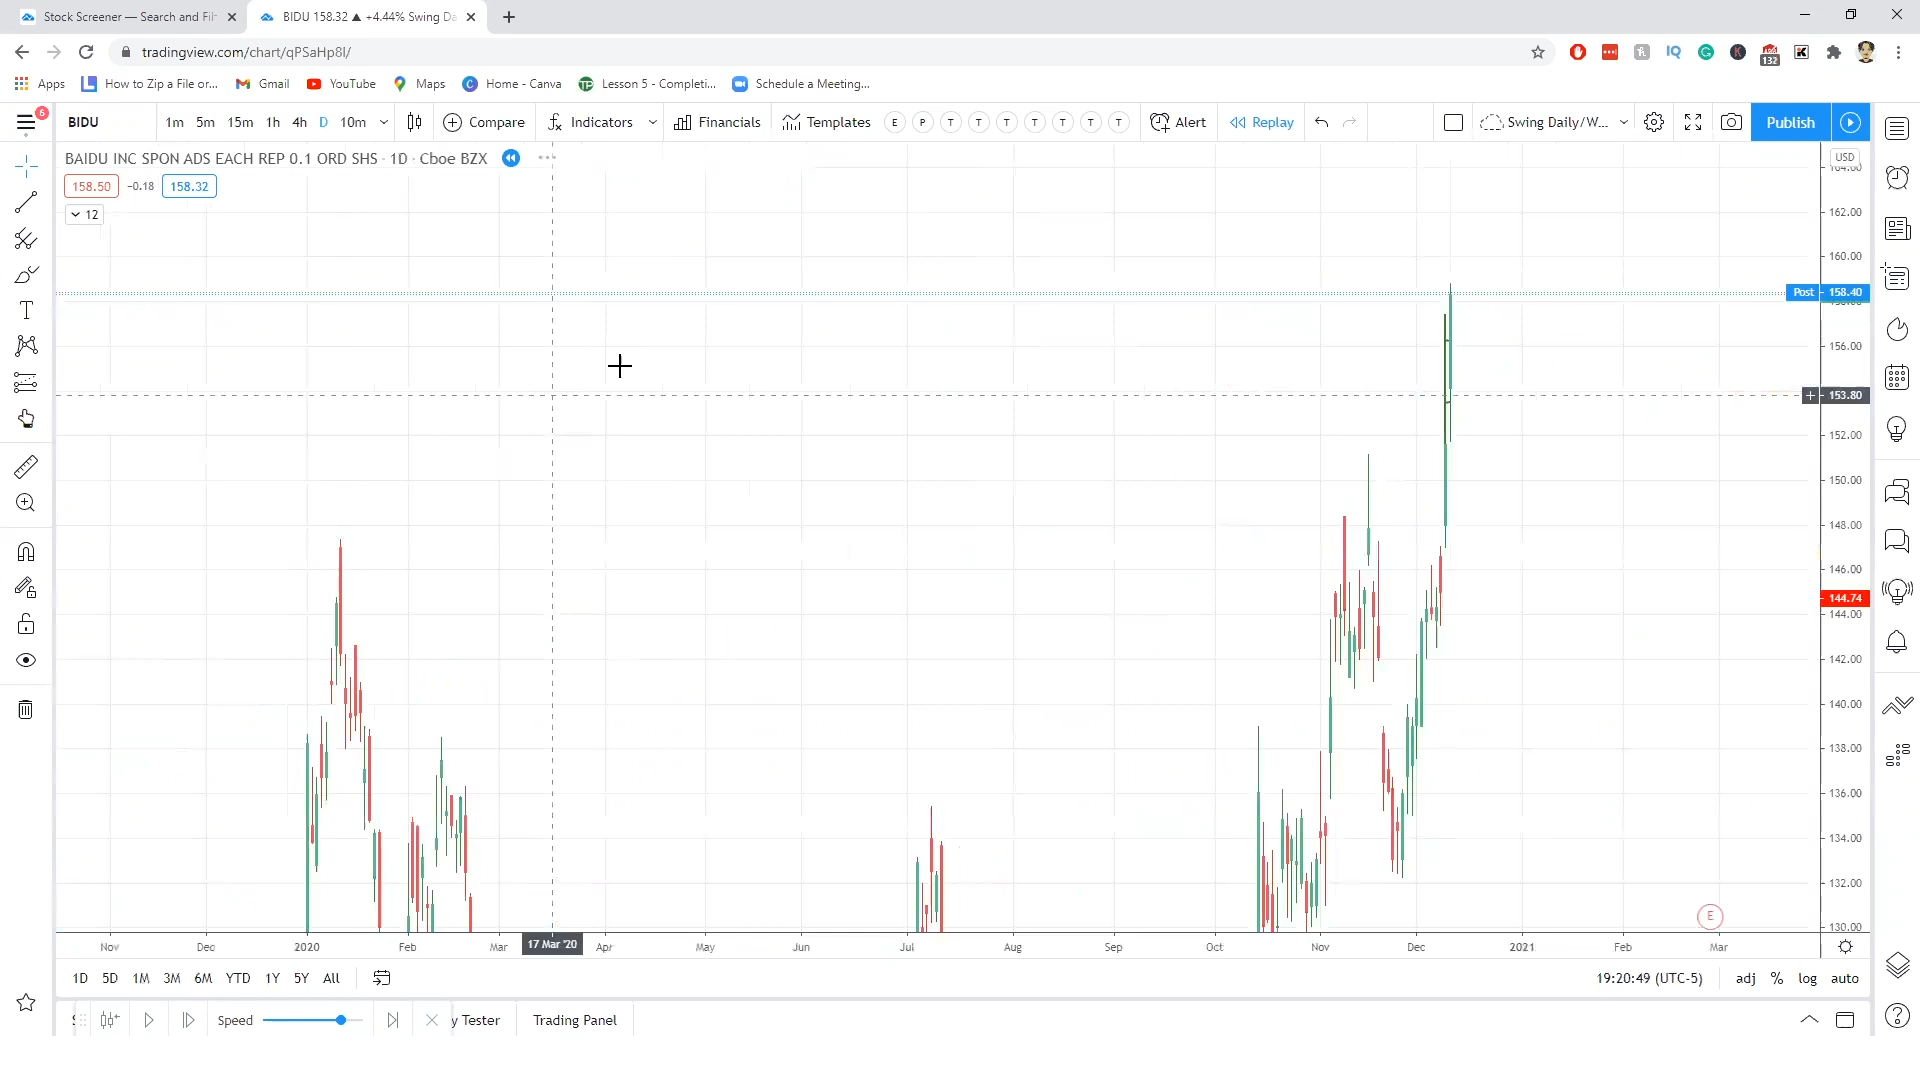 Stock Screener — Search and Fil
BIDU 158.32 ▲ +4.44% Swing Da
tradingview.com/chart/qPSaHp8l/
132
Apps
How to Zip a File or...
Gmail
YouTube
Maps
Home - Canva
Lesson 5 - Completi...
Schedule a Meeting...
6
BIDU
1m 5m 15m 1h 4h D 10m
Compare
Indicators
Financials
Templates
E P T T T T T T T
Alert
Replay
Swing Daily/W...
Publish
BAIDU INC SPON ADS EACH REP 0.1 ORD SHS · 1D · Cboe BZX
USD
158.50 −0.18 158.32
12
164.00
162.00
160.00
Post 158.40
158.00
156.00
153.80
152.00
150.00
148.00
146.00
144.74
144.00
142.00
140.00
138.00
136.00
134.00
132.00
E
130.00
Nov Dec 2020 Feb Mar 17 Mar '20 Apr May Jun Jul Aug Sep Oct Nov Dec 2021 Feb Mar
1D 5D 1M 3M 6M YTD 1Y 5Y All
19:20:49 (UTC-5) adj % log auto
Speed
y Tester
Trading Panel